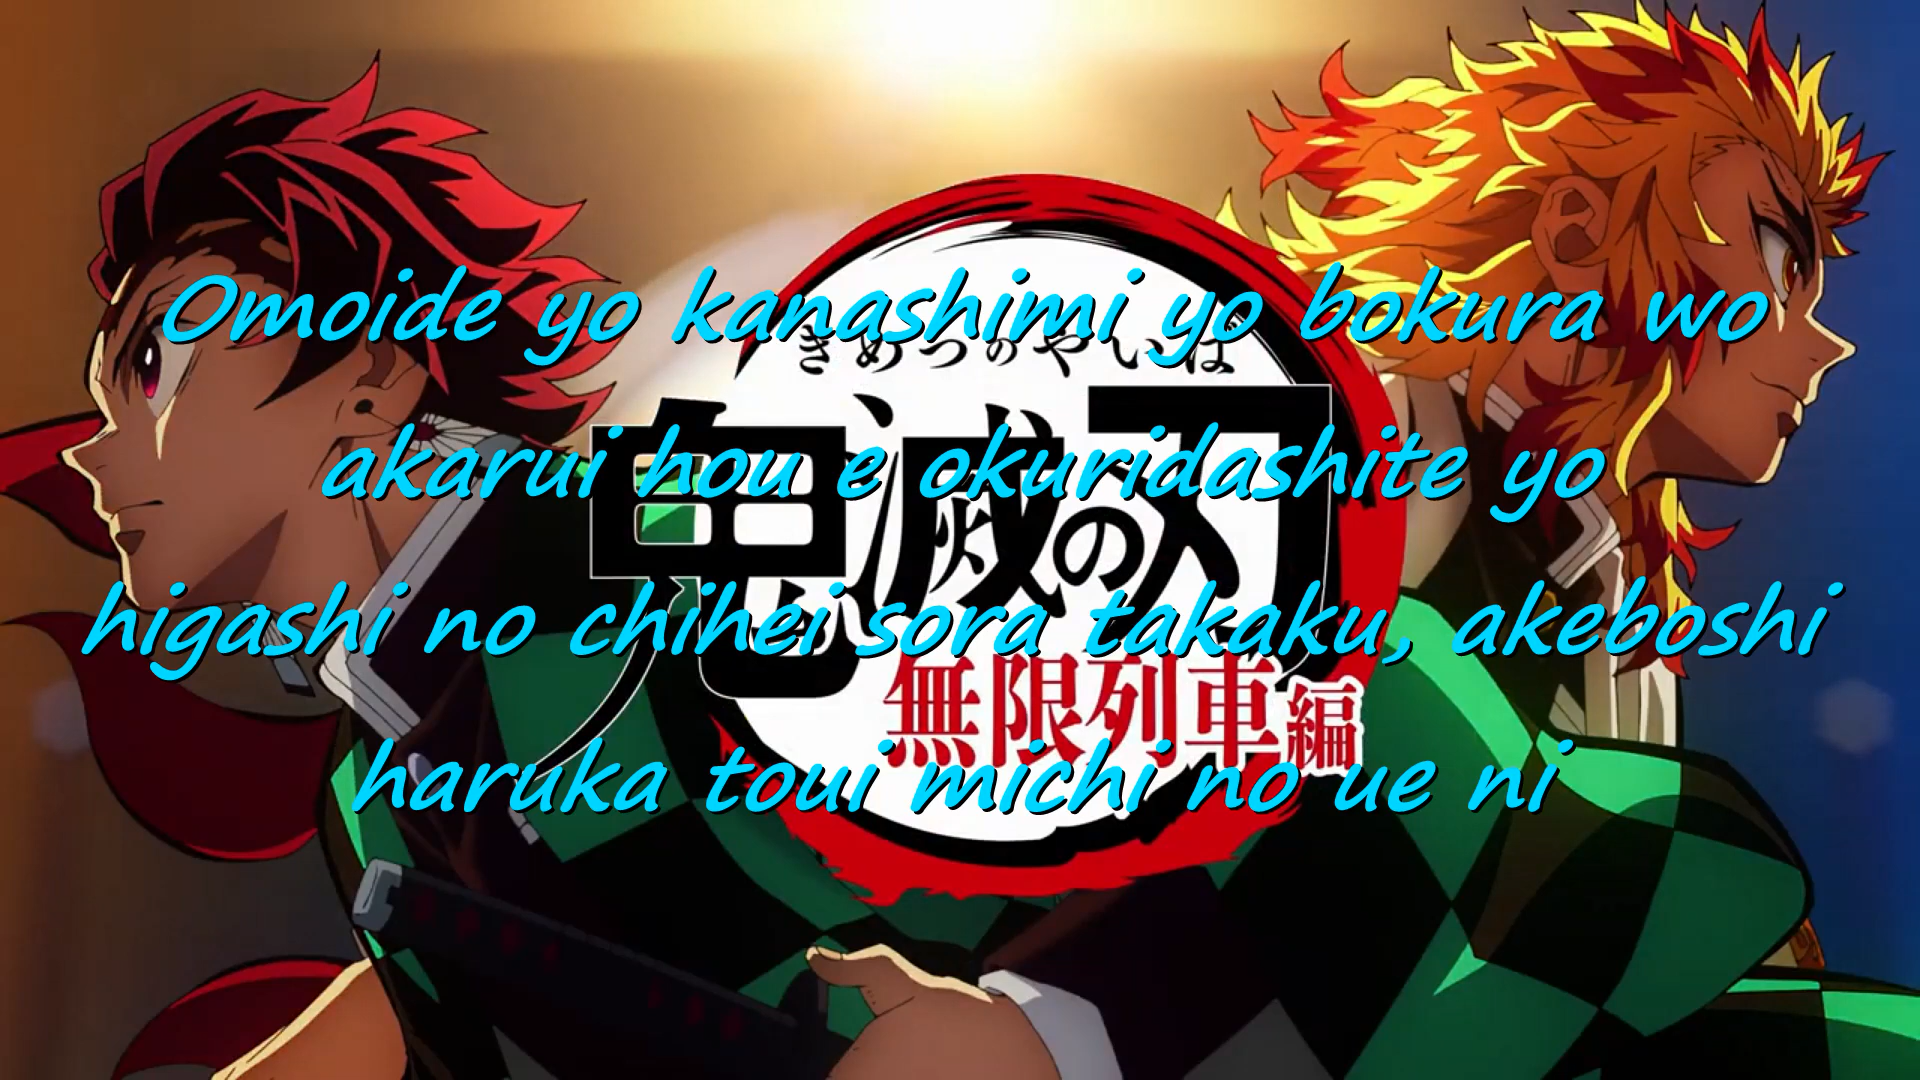 Omoide yo kanashimi yo bokura wo
きめつのやいば
akarui hou e okuridashite yo
鬼滅の刃
higashi no chihei sora takaku, akeboshi
無限列車編
haruka toui michi no ue ni